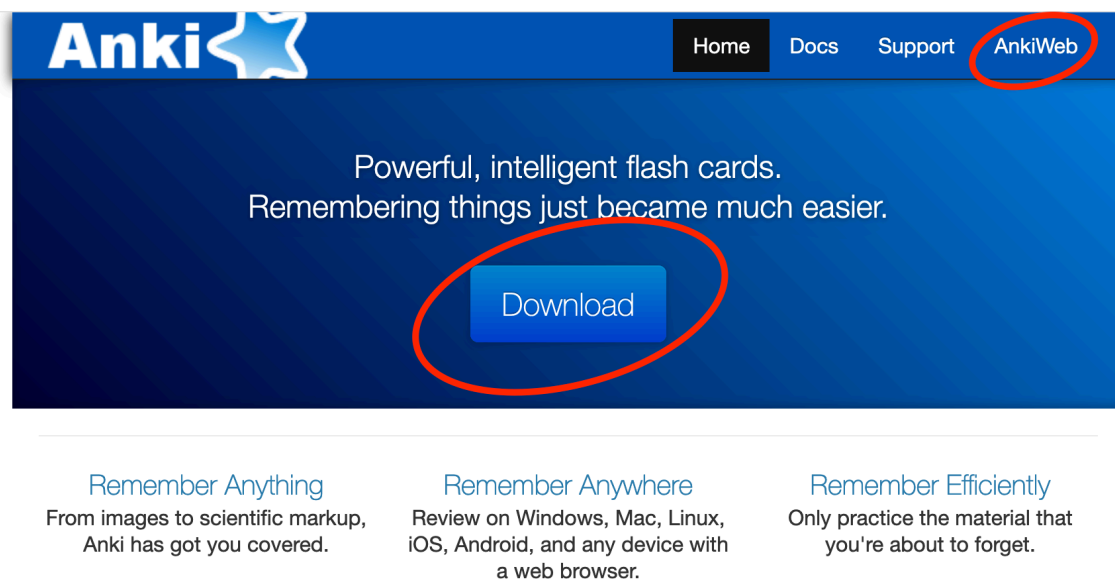 Anki
Home Docs Support AnkiWeb
Powerful, intelligent flash cards.
Remembering things just became much easier.
Download
Remember Anything
From images to scientific markup,
Anki has got you covered.
Remember Anywhere
Review on Windows, Mac, Linux,
iOS, Android, and any device with
a web browser.
Remember Efficiently
Only practice the material that
you're about to forget.